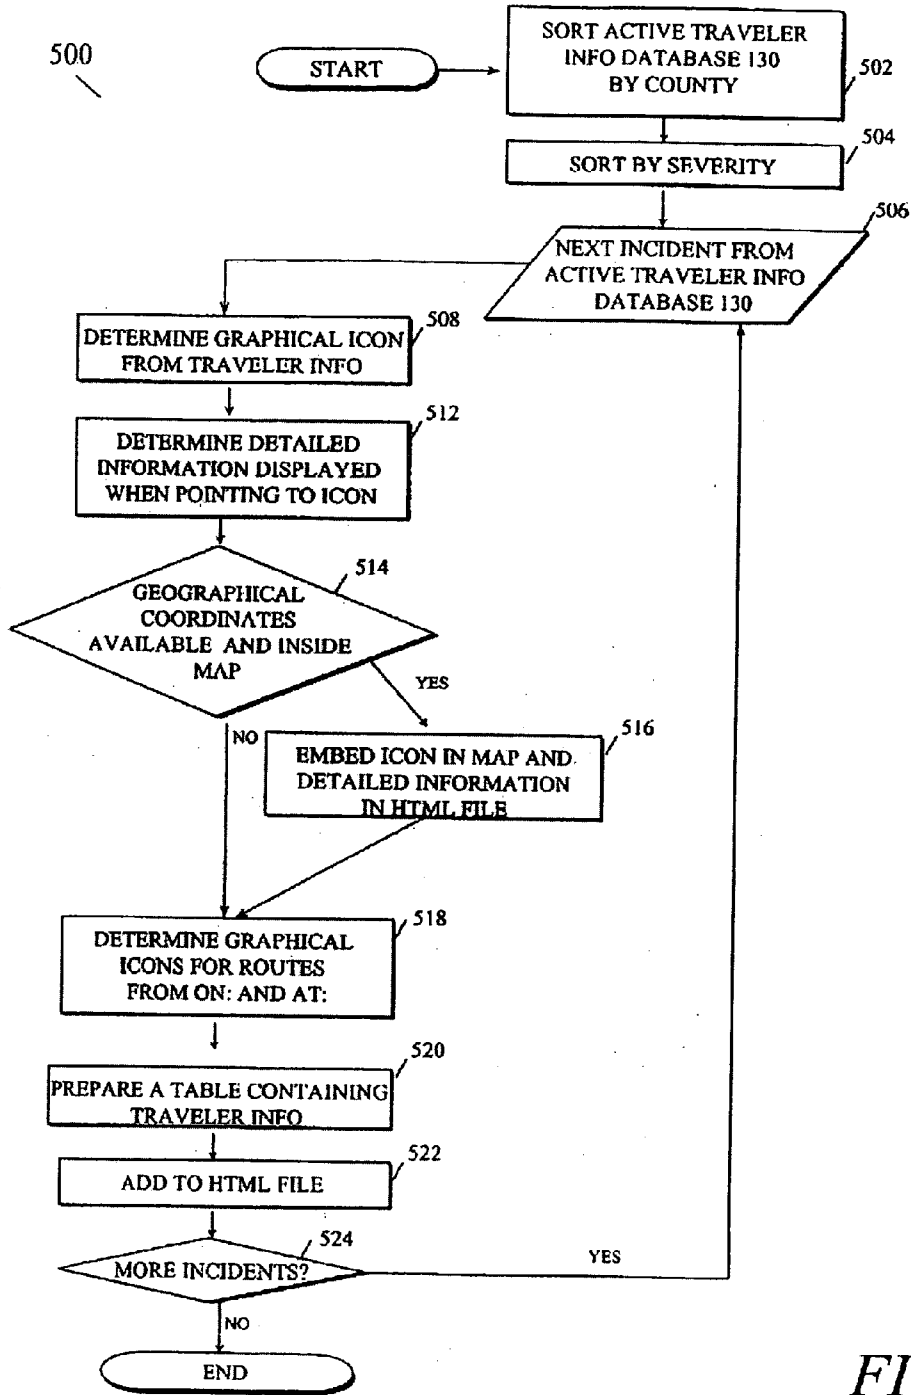 500
START
SORT ACTIVE TRAVELER
INFO DATABASE 130
BY COUNTY
502
504
SORT BY SEVERITY
506
NEXT INCIDENT FROM
ACTIVE TRAVELER INFO
DATABASE 130
508
DETERMINE GRAPHICAL ICON
FROM TRAVELER INFO
512
DETERMINE DETAILED
INFORMATION DISPLAYED
WHEN POINTING TO ICON
514
GEOGRAPHICAL
COORDINATES
AVAILABLE AND INSIDE
MAP
YES
NO
516
EMBED ICON IN MAP AND
DETAILED INFORMATION
IN HTML FILE
518
DETERMINE GRAPHICAL
ICONS FOR ROUTES
FROM ON: AND AT:
520
PREPARE A TABLE CONTAINING
TRAVELER INFO
522
ADD TO HTML FILE
524
MORE INCIDENTS?
YES
NO
END
FI